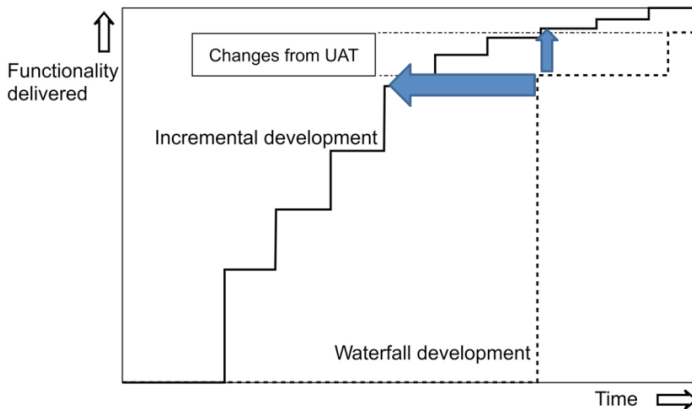 Functionality
delivered
Changes from UAT
Incremental development
Waterfall development
Time